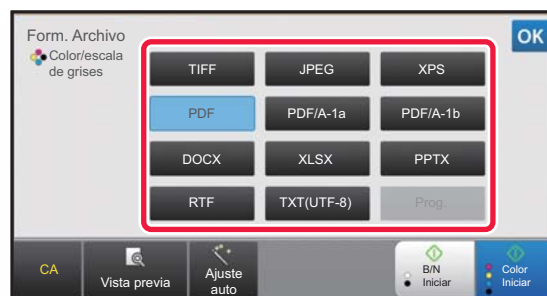 Form. Archivo
OK
Color/escala
de grises
TIFF
JPEG
XPS
PDF
PDF/A-1a
PDF/A-1b
DOCX
XLSX
PPTX
RTF
TXT(UTF-8)
Prog.
CA
Vista previa
Ajuste
auto
B/N
Iniciar
Color
Iniciar